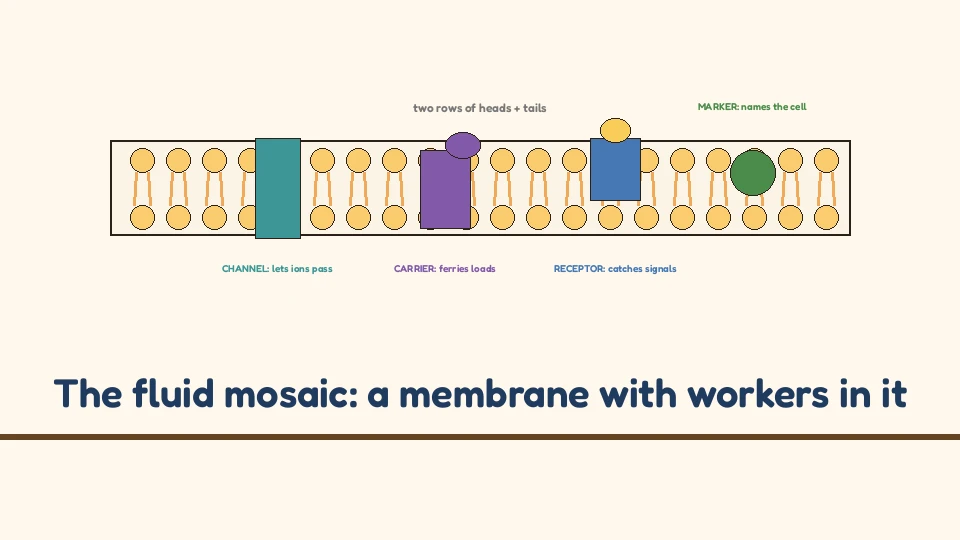 two rows of heads + tails
MARKER: names the cell
CHANNEL: lets ions pass
CARRIER: ferries loads
RECEPTOR: catches signals
The fluid mosaic: a membrane with workers in it